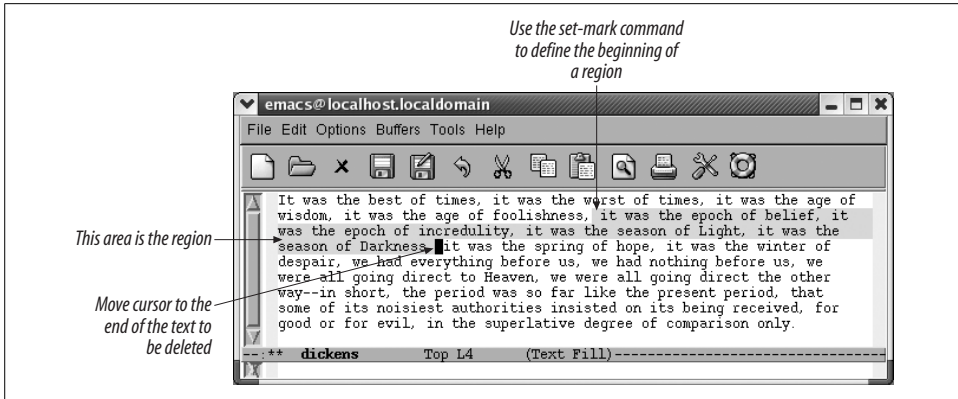 Use the set-mark command
to define the beginning of
a region
emacs@localhost.localdomain
File Edit Options Buffers Tools Help
It was the best of times, it was the worst of times, it was the age of
wisdom, it was the age of foolishness, it was the epoch of belief, it
was the epoch of incredulity, it was the season of Light, it was the
season of Darkness, it was the spring of hope, it was the winter of
despair, we had everything before us, we had nothing before us, we
were all going direct to Heaven, we were all going direct the other
way--in short, the period was so far like the present period, that
some of its noisiest authorities insisted on its being received, for
good or for evil, in the superlative degree of comparison only.
This area is the region
Move cursor to the
end of the text to
be deleted
--:** dickens Top L4 (Text Fill)--------------------------------